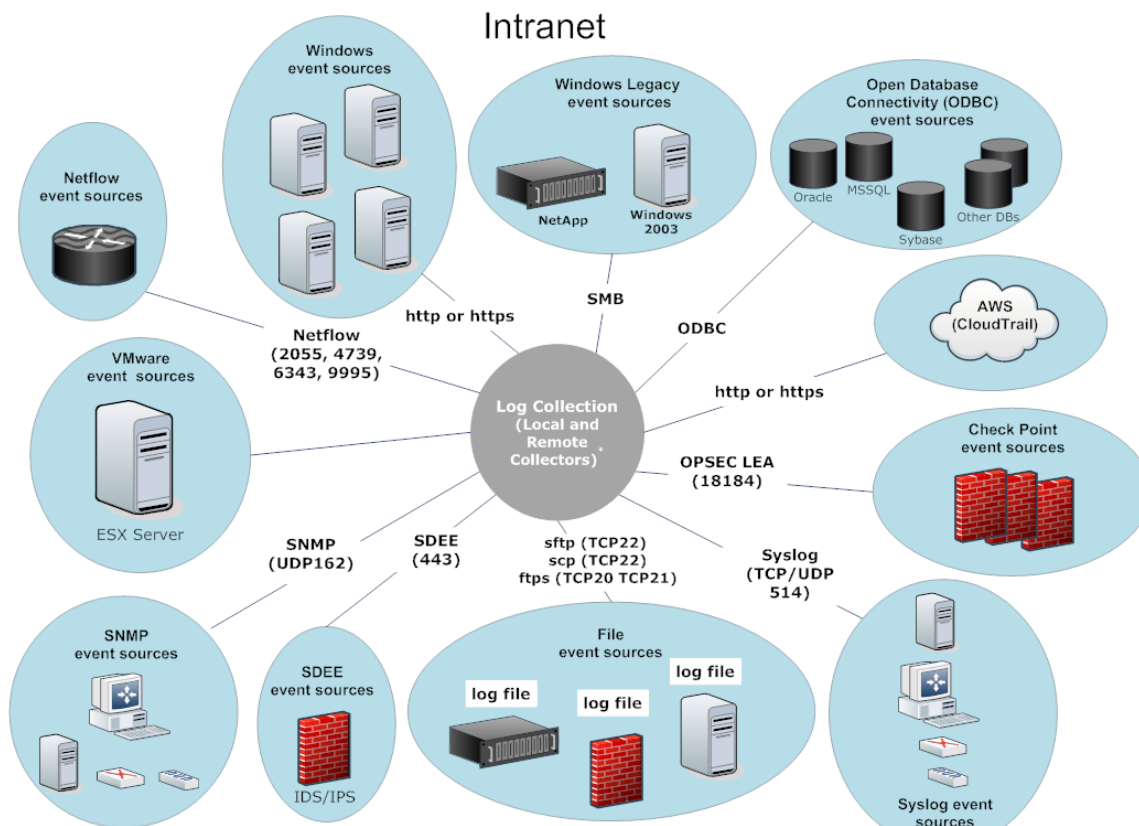 Intranet
Windows
event sources
Windows Legacy
event sources
NetApp
Windows
2003
Open Database
Connectivity (ODBC)
event sources
Oracle
MSSQL
Sybase
Other DBs
Netflow
event sources
http or https
SMB
ODBC
AWS
(CloudTrail)
Netflow
(2055, 4739,
6343, 9995)
VMware
event sources
ESX Server
Log Collection
(Local and
Remote
Collectors)*
http or https
Check Point
event sources
OPSEC LEA
(18184)
SNMP
(UDP162)
SDEE
(443)
sftp (TCP22)
scp (TCP22)
ftps (TCP20 TCP21)
Syslog
(TCP/UDP
514)
SNMP
event sources
SDEE
event sources
IDS/IPS
File
event sources
log file
log file
log file
Syslog event
sources